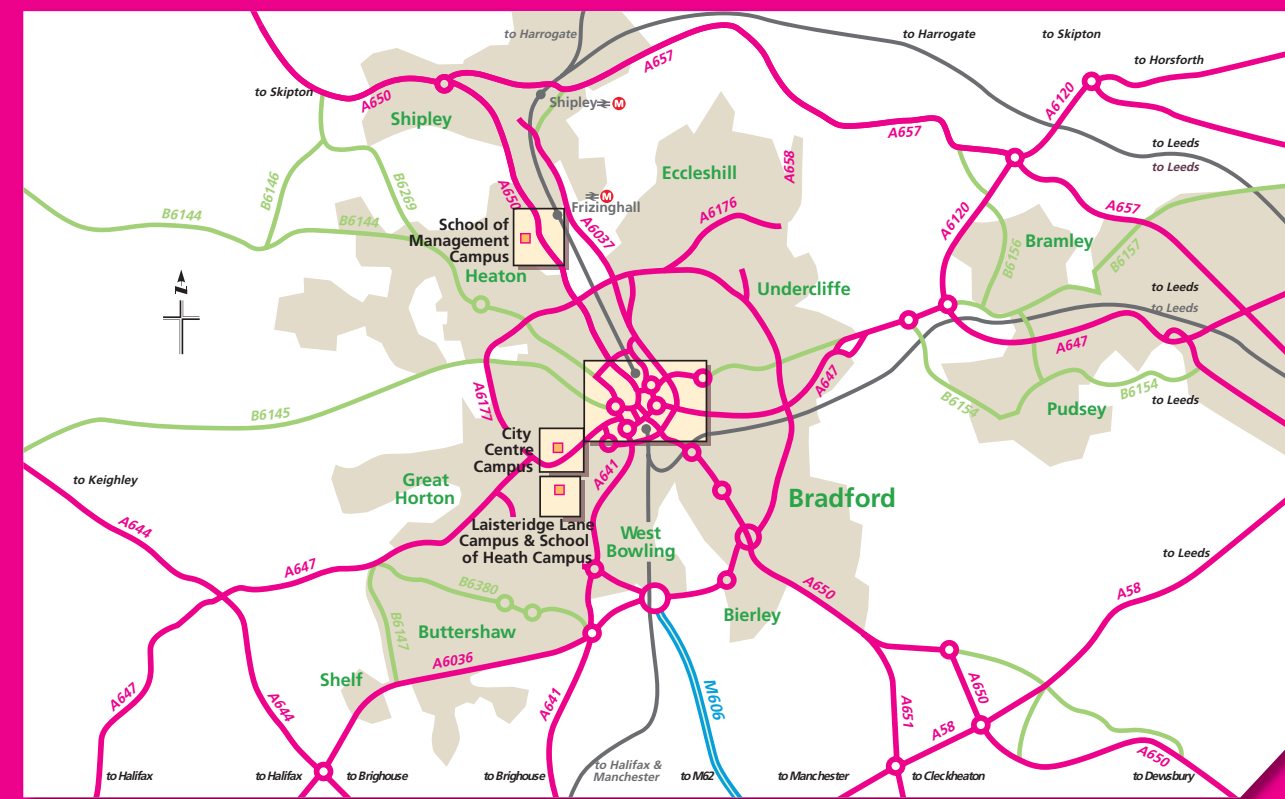 to Harrogate
to Harrogate
to Skipton
A657
to Horsforth
to Skipton
A650
Shipley
Shipley
M
A6120
A657
to Leeds
to Leeds
Eccleshill
A658
B6146
B6269
A650
M
Frizinghall
B6144
B6144
School of
Management
Campus
A6037
A6176
A6120
A657
Bramley
B6156
B6157
Heaton
Undercliffe
z
to Leeds
to Leeds
A647
A647
A6177
B6145
B6154
B6154
to Leeds
Pudsey
City
Centre
Campus
A641
to Keighley
Great
Horton
Bradford
A644
Laisteridge Lane
Campus & School
of Heath Campus
West
Bowling
to Leeds
A647
B6380
A650
A58
Bierley
B6147
Buttershaw
A6036
Shelf
A647
A644
A641
M606
A651
A650
A58
A650
to Halifax
to Halifax
to Brighouse
to Brighouse
to Halifax &
Manchester
to M62
to Manchester
to Cleckheaton
to Dewsbury